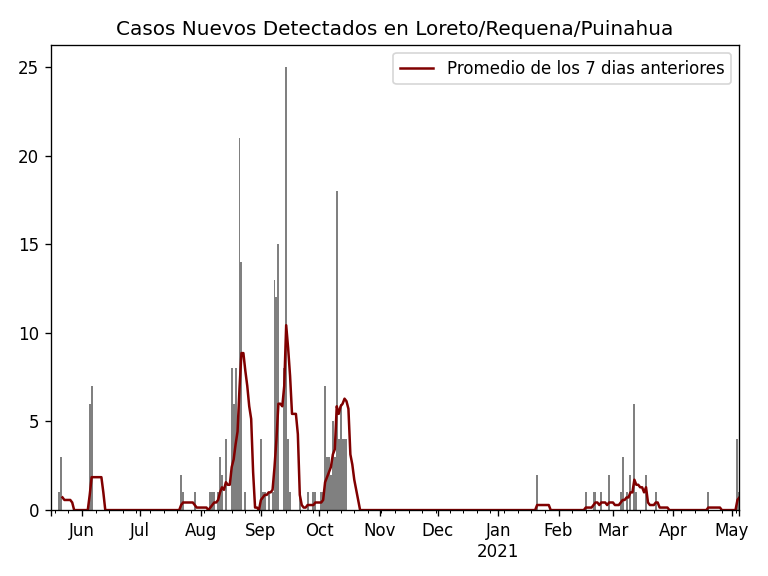 Casos Nuevos Detectados en Loreto/Requena/Puinahua
Promedio de los 7 dias anteriores
25
20
15
10
5
0
Jun Jul Aug Sep Oct Nov Dec Jan Feb Mar Apr May
2021